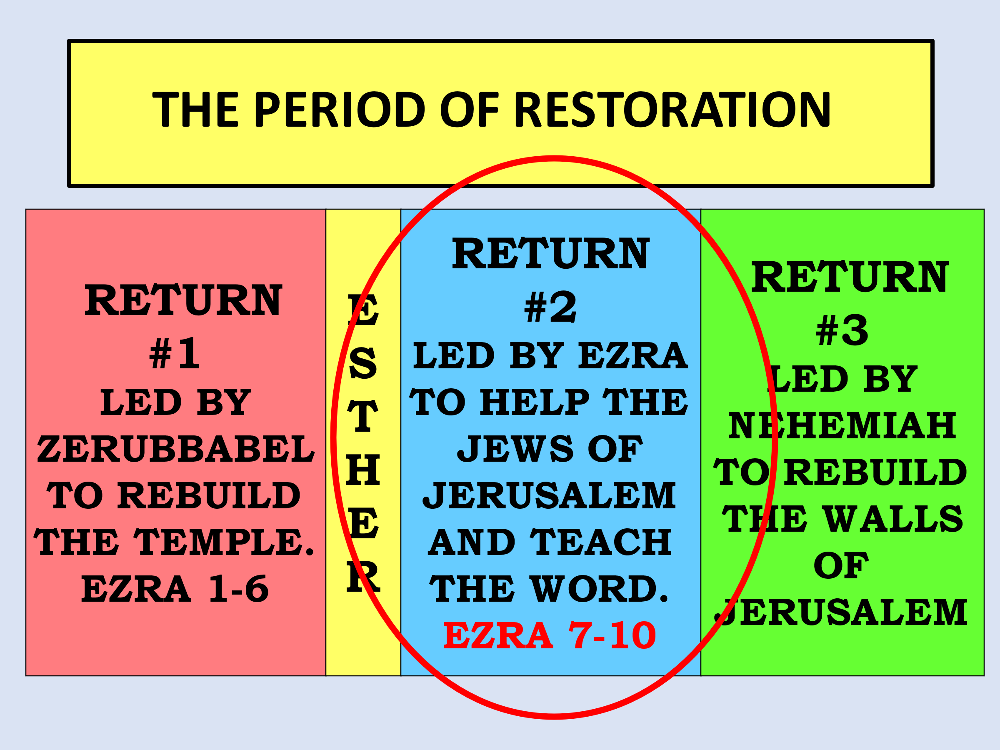 THE PERIOD OF RESTORATION
RETURN
#1
LED BY
ZERUBBABEL
TO REBUILD
THE TEMPLE.
EZRA 1-6
E
S
T
H
E
R
RETURN
#2
LED BY EZRA
TO HELP THE
JEWS OF
JERUSALEM
AND TEACH
THE WORD.
EZRA 7-10
RETURN
#3
LED BY
NEHEMIAH
TO REBUILD
THE WALLS
OF
JERUSALEM